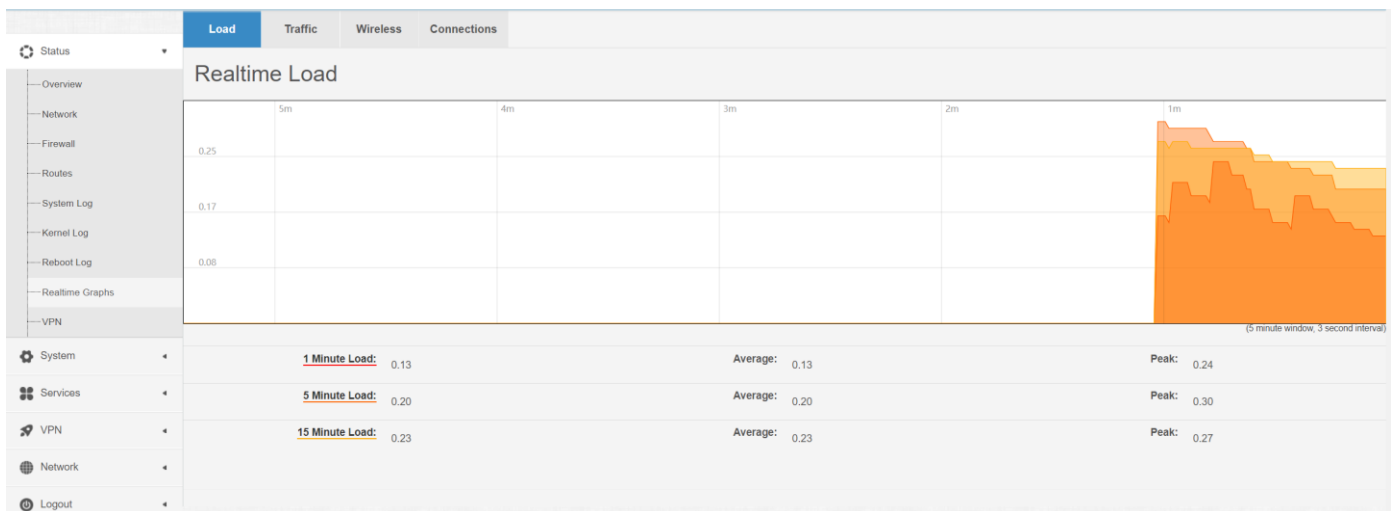 Load Traffic Wireless Connections
Status
Overview
Network
Firewall
Routes
System Log
Kernel Log
Reboot Log
Realtime Graphs
VPN
System
Services
VPN
Network
Logout
Realtime Load
5m 4m 3m 2m 1m
0.25
0.17
0.08
(5 minute window, 3 second interval)
1 Minute Load: 0.13 Average: 0.13 Peak: 0.24
5 Minute Load: 0.20 Average: 0.20 Peak: 0.30
15 Minute Load: 0.23 Average: 0.23 Peak: 0.27